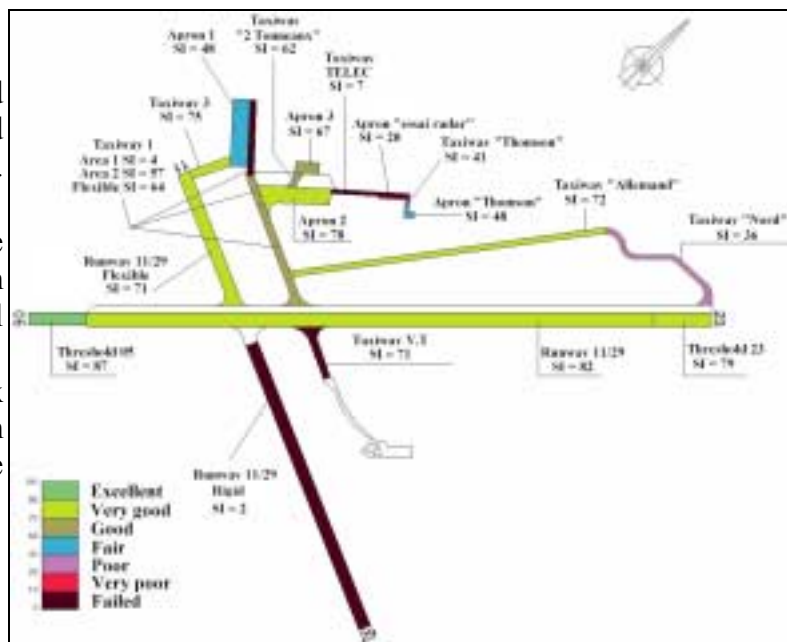 Apron 1
SI = 48
Taxiway
"2 Tonneaux"
SI = 62
Taxiway
TELEC
SI = 7
Taxiway 3
SI = 75
Apron 3
SI = 67
Apron "essai radar"
SI = 20
Taxiway "Thomson"
SI = 41
Taxiway 1
Area 1 SI = 4
Area 2 SI = 57
Flexible SI = 64
11
Apron 2
SI = 78
Apron "Thomson"
SI = 48
Taxiway "Allemand"
SI = 72
Taxiway "Nord"
SI = 36
Runway 11/29
Flexible
SI = 71
23
Threshold 05
SI = 87
Taxiway V.I
SI = 71
Runway 11/29
SI = 82
Threshold 23
SI = 79
Runway 11/29
Rigid
SI = 2
29
Excellent
Very good
Good
Fair
Poor
Very poor
Failed